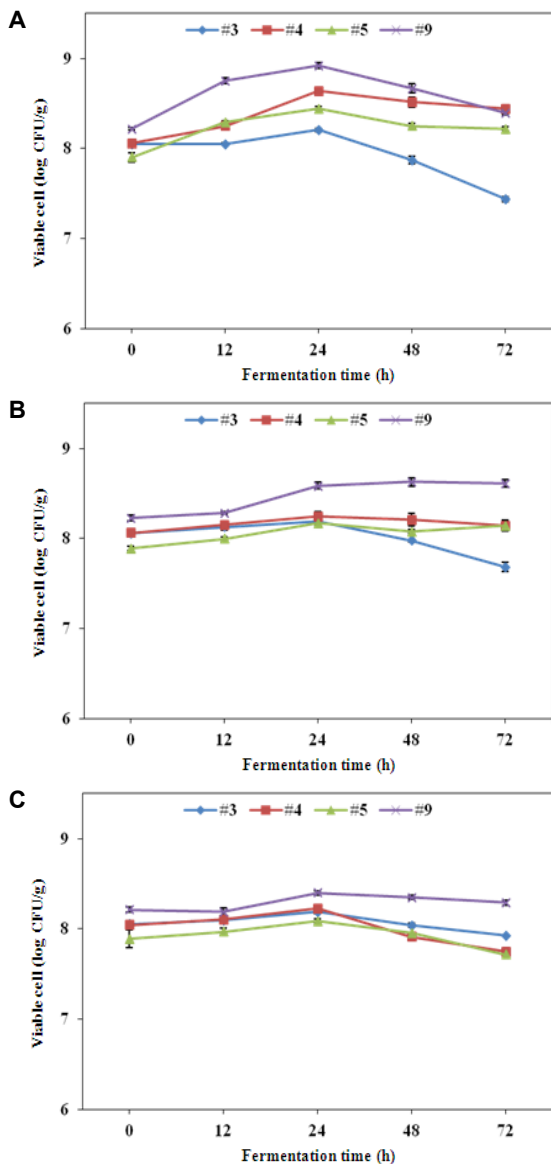 A
#3 #4 #5 #9
9
8
7
6
Viable cell (log CFU/g)
0 12 24 48 72
Fermentation time (h)
B
#3 #4 #5 #9
9
8
7
6
Viable cell (log CFU/g)
0 12 24 48 72
Fermentation time (h)
C
#3 #4 #5 #9
9
8
7
6
Viable cell (log CFU/g)
0 12 24 48 72
Fermentation time (h)